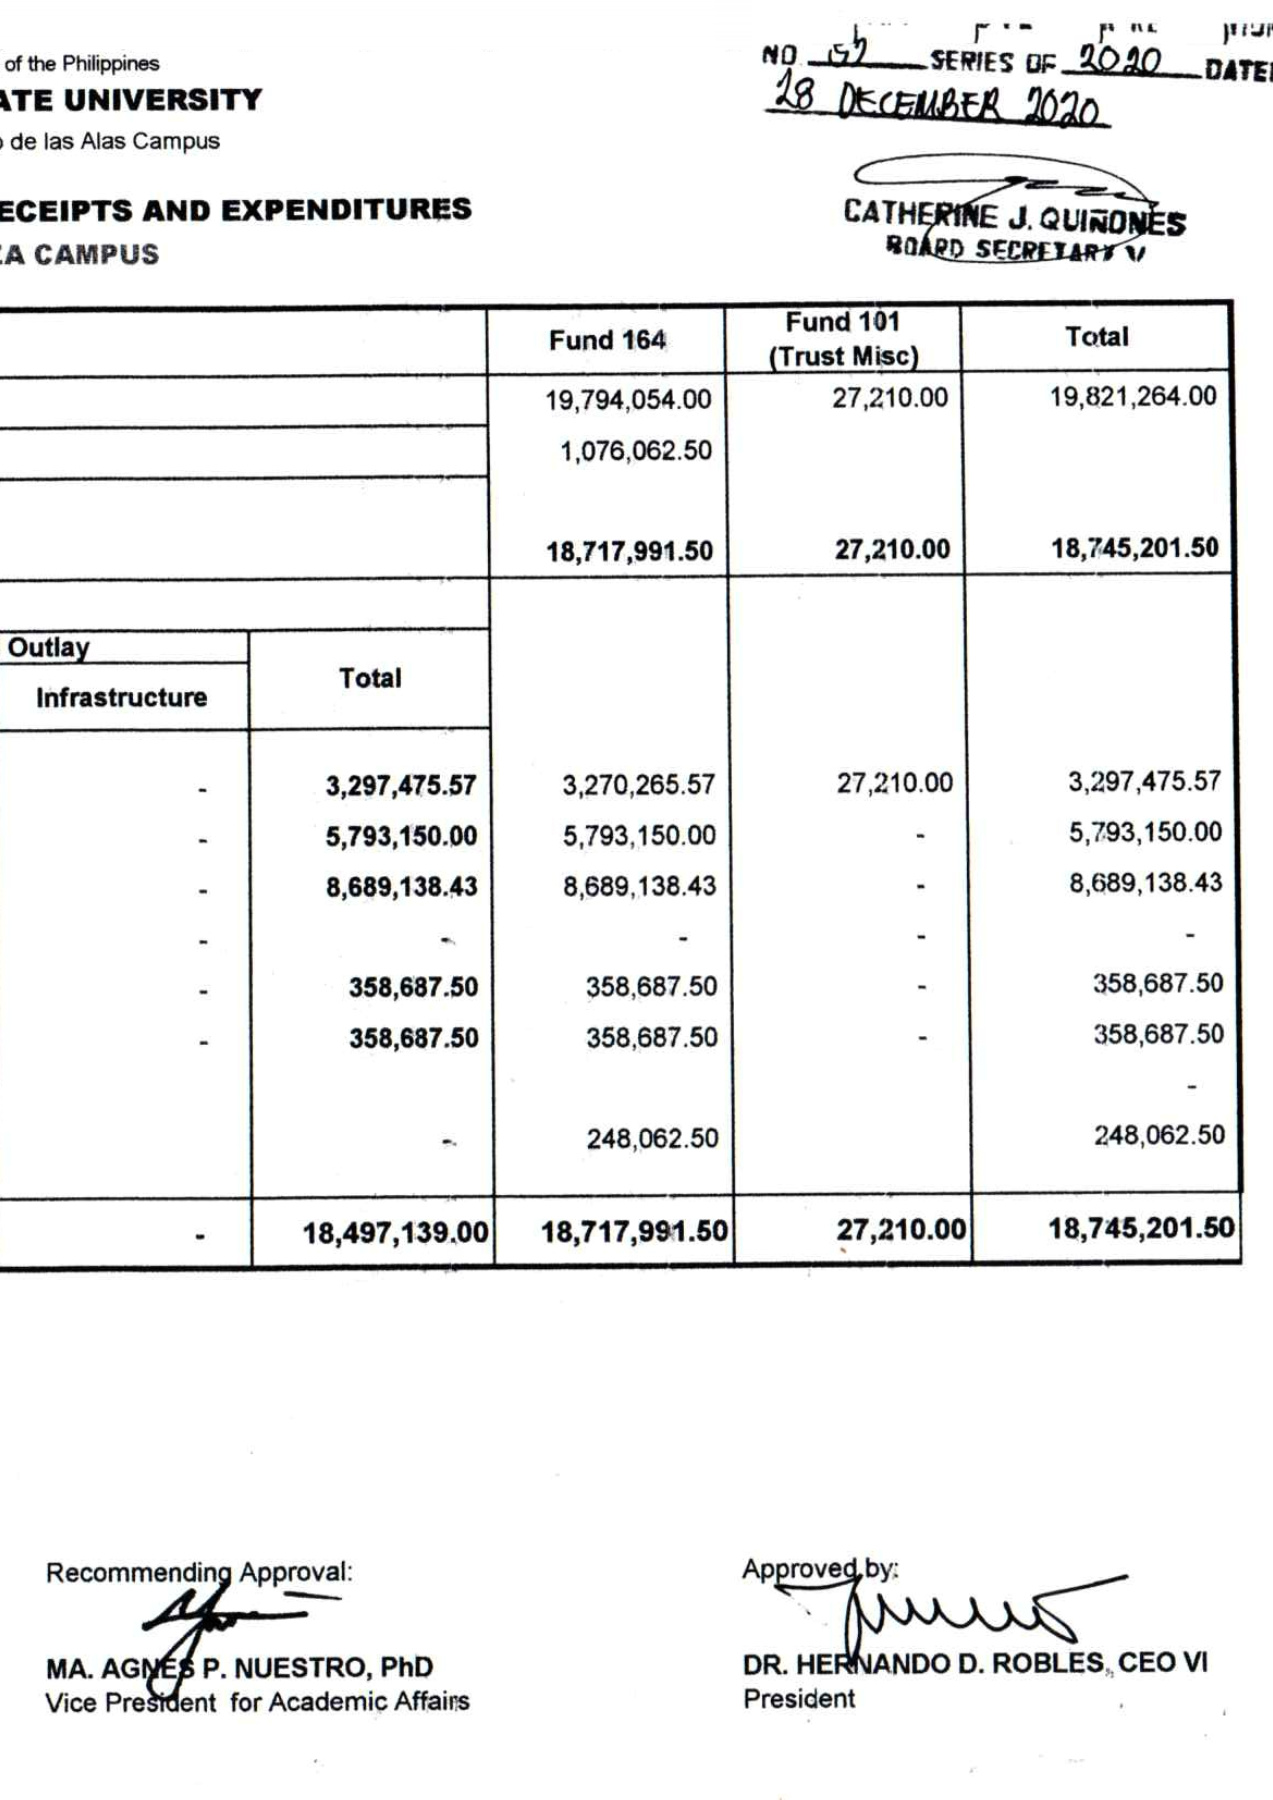 of the Philippines
ATE UNIVERSITY
o de las Alas Campus
ECEIPTS AND EXPENDITURES
ZA CAMPUS
NO. SERIES OF 2020 DATE
28 DECEMBER 2020
CATHERINE J. QUIÑONES
BOARD SECRETARY V
Fund 164
Fund 101
(Trust Misc)
Total
19,794,054.00 27,210.00 19,821,264.00
1,076,062.50
18,717,991.50 27,210.00 18,745,201.50
Outlay
Infrastructure
Total
- 3,297,475.57 3,270,265.57 27,210.00 3,297,475.57
- 5,793,150.00 5,793,150.00 - 5,793,150.00
- 8,689,138.43 8,689,138.43 - 8,689,138.43
- - - - -
- 358,687.50 358,687.50 - 358,687.50
- 358,687.50 358,687.50 - 358,687.50
-
- 248,062.50 248,062.50
- 18,497,139.00 18,717,991.50 27,210.00 18,745,201.50
Recommending Approval:
MA. AGNES P. NUESTRO, PhD
Vice President for Academic Affairs
Approved by:
DR. HERNANDO D. ROBLES, CEO VI
President